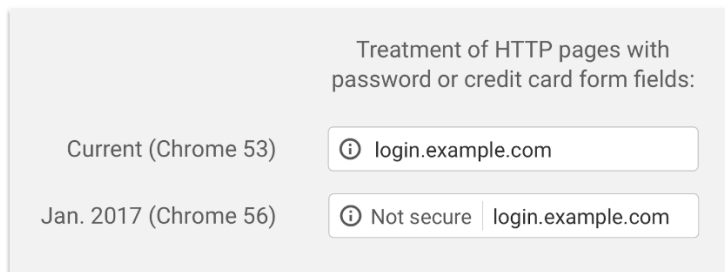 Treatment of HTTP pages with
password or credit card form fields:
Current (Chrome 53)
login.example.com
Jan. 2017 (Chrome 56)
Not secure
login.example.com